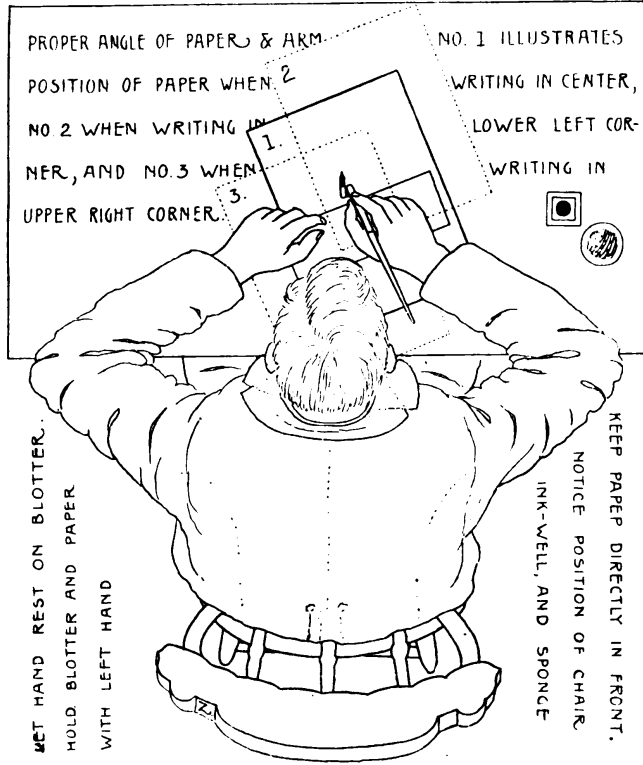 PROPER ANGLE OF PAPER & ARM. NO. 1 ILLUSTRATES
POSITION OF PAPER WHEN WRITING IN CENTER,
NO. 2 WHEN WRITING IN LOWER LEFT COR-
NER, AND NO. 3 WHEN WRITING IN
UPPER RIGHT CORNER.
2
1.
3.
LET HAND REST ON BLOTTER.
HOLD BLOTTER AND PAPER
WITH LEFT HAND
KEEP PAPER DIRECTLY IN FRONT.
NOTICE POSITION OF CHAIR
INK-WELL, AND SPONGE
Z